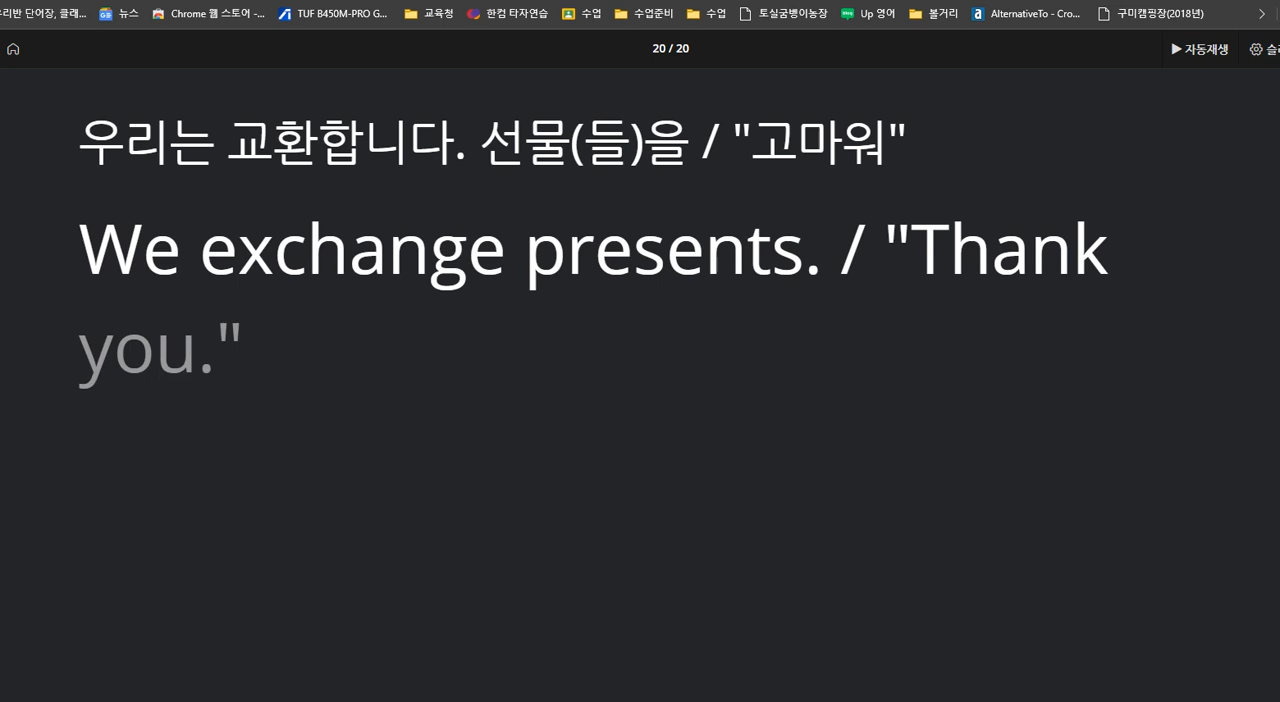 우리반 단어장, 클래... 뉴스 Chrome 웹 스토어 -... TUF B450M-PRO G... 교육청 한컴 타자연습 수업 수업준비 수업 토실굼벵이농장 Up 영어 볼거리 AlternativeTo - Cro... 구미캠핑장(2018년)
20 / 20 자동재생
우리는 교환합니다. 선물(들)을 / "고마워"
We exchange presents. / "Thank
you."